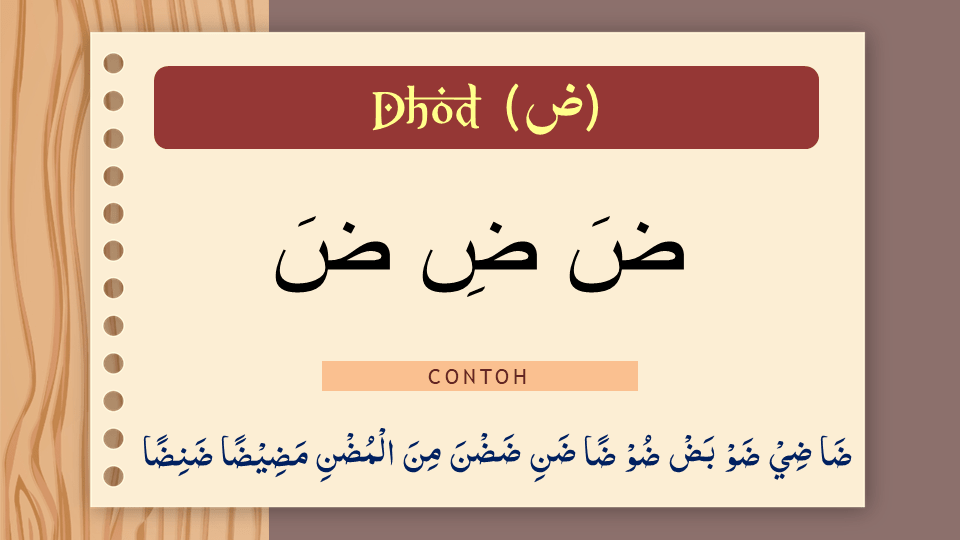 Dhod (ض)
ضَ ضِ ضَ
CONTOH
ضَا ضِيْ ضَوْ بَضْ ضُوْ ضًا ضَنِ ضَضْنَ مِنَ الْمُضْنِ مَضِيْضًا ضَنِضًا